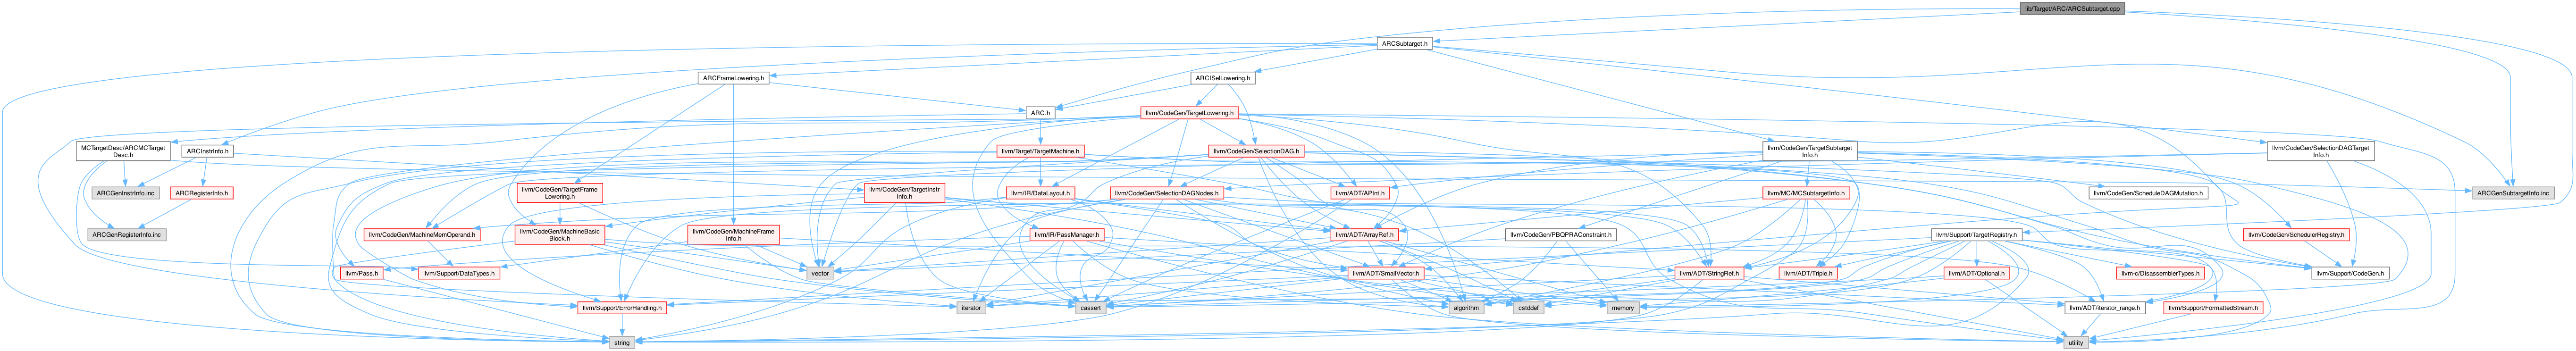 lib/Target/ARC/ARCSubtarget.cpp
ARCSubtarget.h
ARCFrameLowering.h
ARCISelLowering.h
ARC.h
llvm/CodeGen/TargetLowering.h
MCTargetDesc/ARCMCTarget
Desc.h
ARCInstrInfo.h
llvm/Target/TargetMachine.h
llvm/CodeGen/SelectionDAG.h
llvm/CodeGen/TargetSubtarget
Info.h
llvm/CodeGen/SelectionDAGTarget
Info.h
ARCGenInstrInfo.inc
ARCRegisterInfo.h
llvm/CodeGen/TargetFrame
Lowering.h
llvm/CodeGen/TargetInstr
Info.h
llvm/IR/DataLayout.h
llvm/CodeGen/SelectionDAGNodes.h
llvm/ADT/APInt.h
llvm/MC/MCSubtargetInfo.h
llvm/CodeGen/ScheduleDAGMutation.h
ARCGenSubtargetInfo.inc
ARCGenRegisterInfo.inc
llvm/CodeGen/MachineMemOperand.h
llvm/CodeGen/MachineBasic
Block.h
llvm/CodeGen/MachineFrame
Info.h
llvm/IR/PassManager.h
llvm/ADT/ArrayRef.h
llvm/CodeGen/PBQPRAConstraint.h
llvm/Support/TargetRegistry.h
llvm/CodeGen/SchedulerRegistry.h
llvm/Pass.h
llvm/Support/DataTypes.h
vector
llvm/ADT/SmallVector.h
llvm/ADT/StringRef.h
llvm/ADT/Triple.h
llvm/ADT/Optional.h
llvm-c/DisassemblerTypes.h
llvm/Support/CodeGen.h
llvm/Support/ErrorHandling.h
iterator
cassert
algorithm
cstddef
memory
llvm/ADT/iterator_range.h
llvm/Support/FormattedStream.h
string
utility